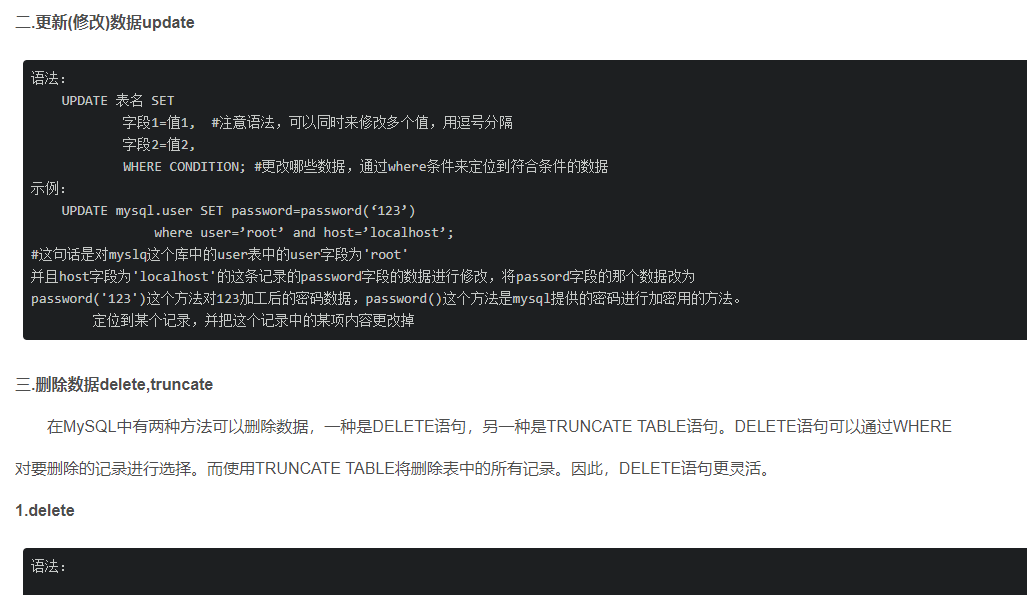 二.更新(修改)数据update
语法：
UPDATE 表名 SET
字段1=值1,  #注意语法，可以同时来修改多个值，用逗号分隔
字段2=值2,
WHERE CONDITION; #更改哪些数据，通过where条件来定位到符合条件的数据
示例：
UPDATE mysql.user SET password=password(‘123’)
where user=’root’ and host=’localhost’;
#这句话是对myslq这个库中的user表中的user字段为'root'
并且host字段为'localhost'的这条记录的password字段的数据进行修改，将passord字段的那个数据改为
password('123')这个方法对123加工后的密码数据，password()这个方法是mysql提供的密码进行加密用的方法。
定位到某个记录，并把这个记录中的某项内容更改掉
三.删除数据delete,truncate
在MySQL中有两种方法可以删除数据，一种是DELETE语句，另一种是TRUNCATE TABLE语句。DELETE语句可以通过WHERE
对要删除的记录进行选择。而使用TRUNCATE TABLE将删除表中的所有记录。因此，DELETE语句更灵活。
1.delete
语法：